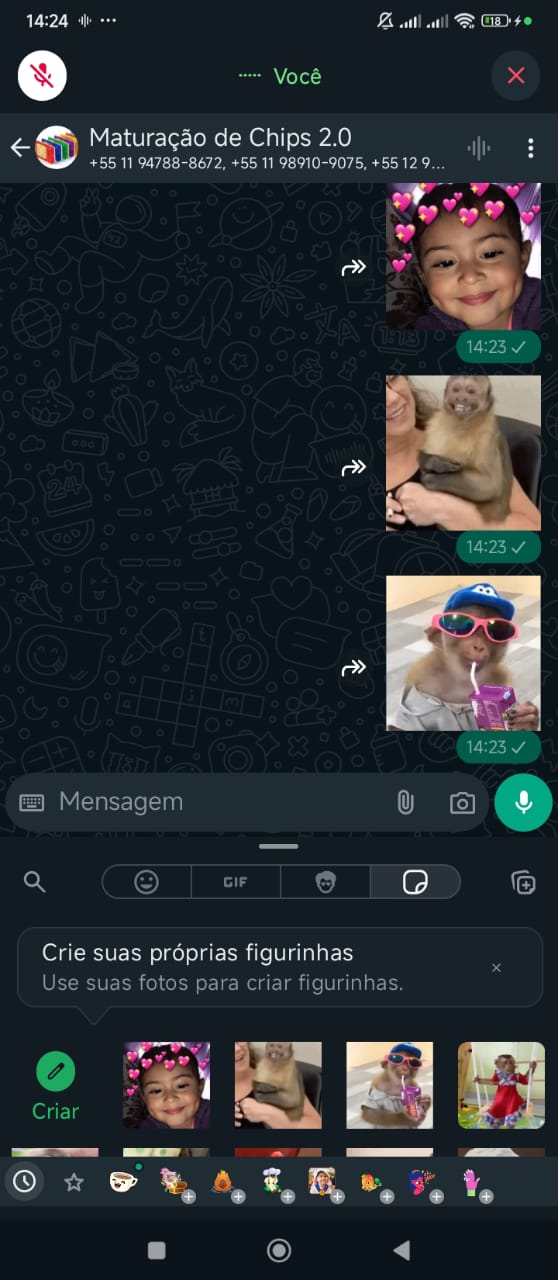 14:24
18
Você
Maturação de Chips 2.0
+55 11 94788-8672, +55 11 98910-9075, +55 12 9...
14:23
14:23
14:23
Mensagem
GIF
Crie suas próprias figurinhas
Use suas fotos para criar figurinhas.
Criar